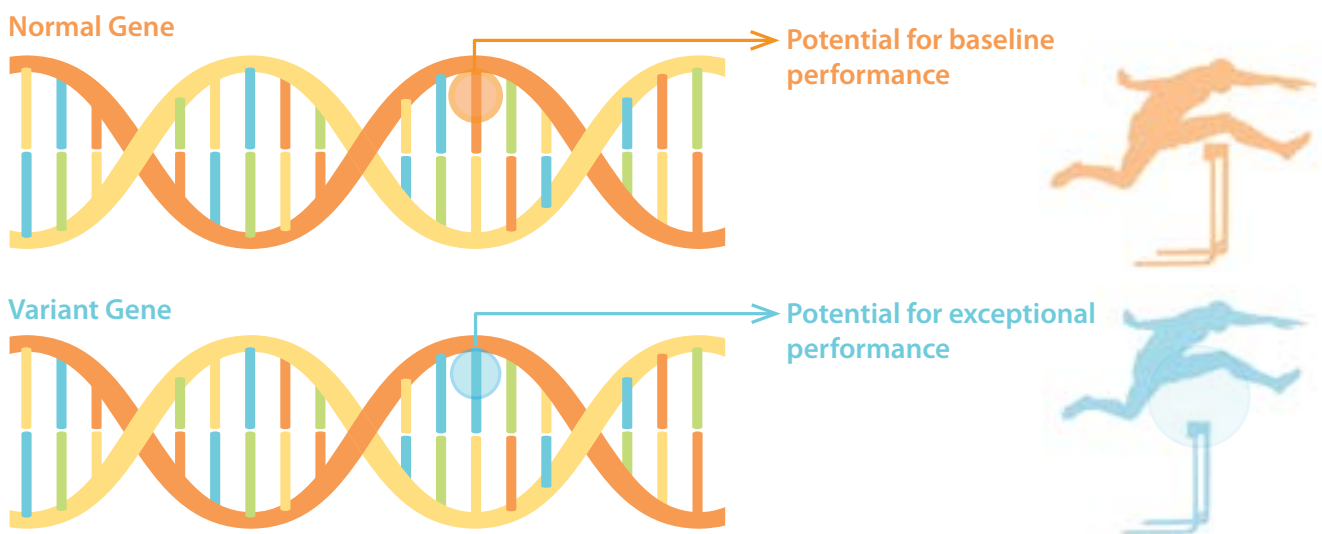 Normal Gene
Potential for baseline
performance
Variant Gene
Potential for exceptional
performance